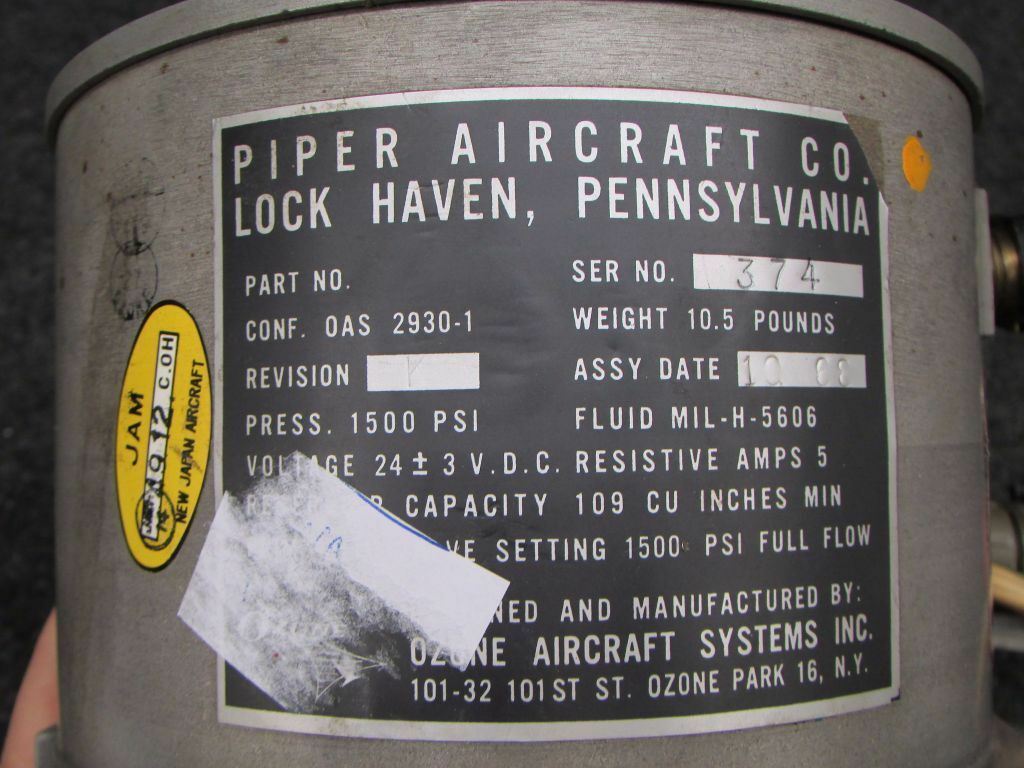 PIPER AIRCRAFT CO.
LOCK HAVEN, PENNSYLVANIA
PART NO.
SER NO. 374
CONF. OAS 2930-1
WEIGHT 10.5 POUNDS
REVISION
ASSY DATE 10
PRESS. 1500 PSI
FLUID MIL-H-5606
VOLTAGE 24 ± 3 V.D.C. RESISTIVE AMPS 5
CAPACITY 109 CU INCHES MIN
SETTING 1500 PSI FULL FLOW
AND MANUFACTURED BY:
OZONE AIRCRAFT SYSTEMS INC.
101-32 101ST ST. OZONE PARK 16, N.Y.
JAM
C.OH
NEW JAPAN AIRCRAFT